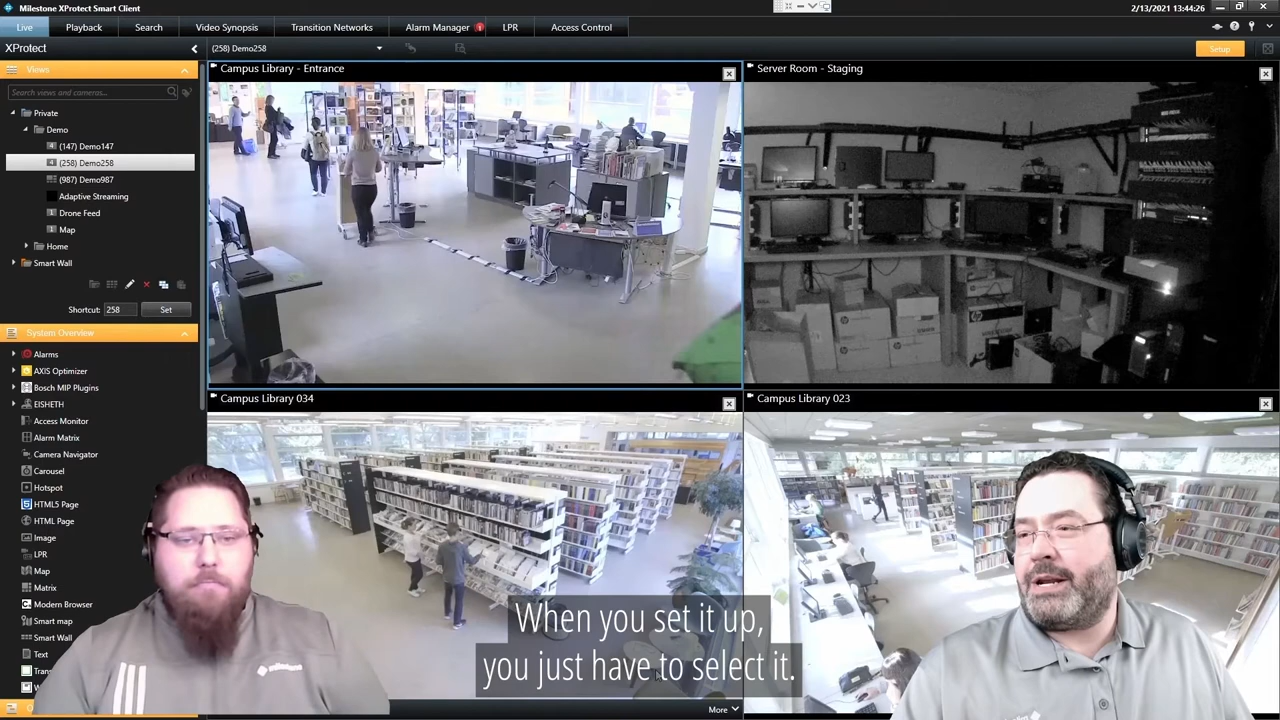 Milestone XProtect Smart Client
2/13/2021 13:44:26
Live
Playback
Search
Video Synopsis
Transition Networks
Alarm Manager
LPR
Access Control
XProtect
(258) Demo258
Setup
Views
Search views and cameras...
Private
Demo
4 (147) Demo147
4 (258) Demo258
(987) Demo987
Adaptive Streaming
1 Drone Feed
1 Map
Home
Smart Wall
Shortcut: 258 Set
System Overview
Alarms
AXIS Optimizer
Bosch MIP Plugins
EISHETH
Access Monitor
Alarm Matrix
Camera Navigator
Carousel
Hotspot
HTML5 Page
HTML Page
Image
LPR
Map
Matrix
Modern Browser
Smart map
Smart Wall
Text
Campus Library - Entrance
Server Room - Staging
Campus Library 034
Campus Library 023
When you set it up,
you just have to select it.
milestone
More